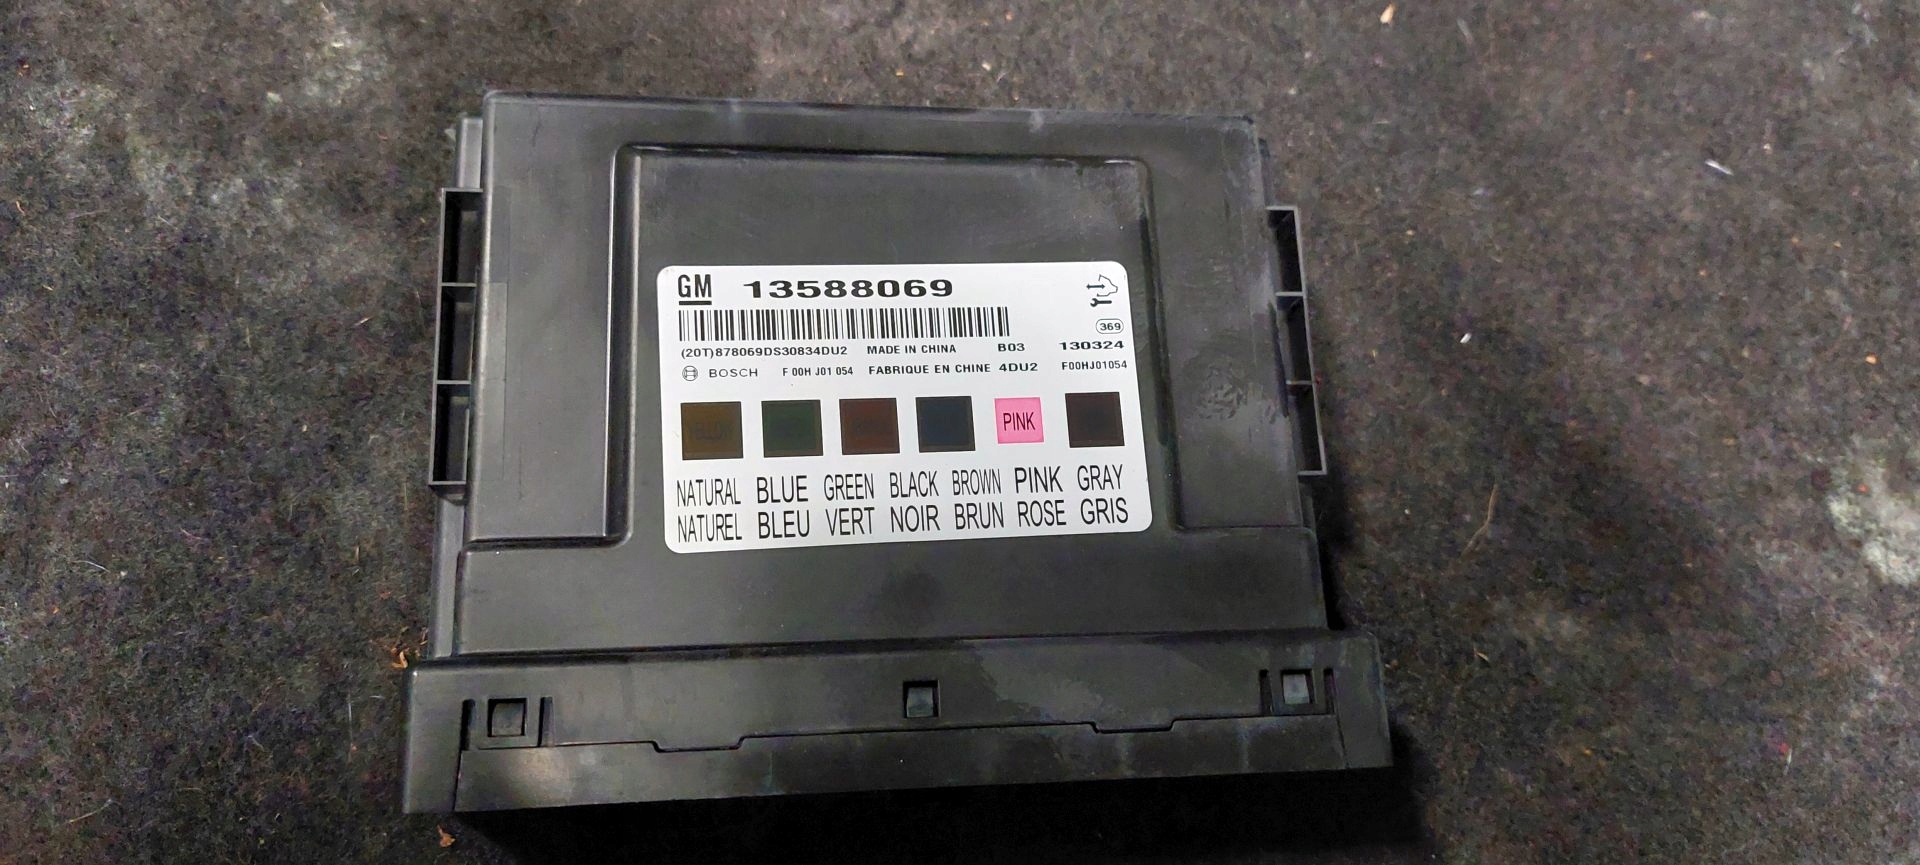 GM 13588069
369
(20T)878069DS30834DU2 MADE IN CHINA B03 130324
BOSCH F 00H J01 054 FABRIQUE EN CHINE 4DU2 F00HJ01054
YELLOW PINK
NATURAL BLUE GREEN BLACK BROWN PINK GRAY
NATUREL BLEU VERT NOIR BRUN ROSE GRIS